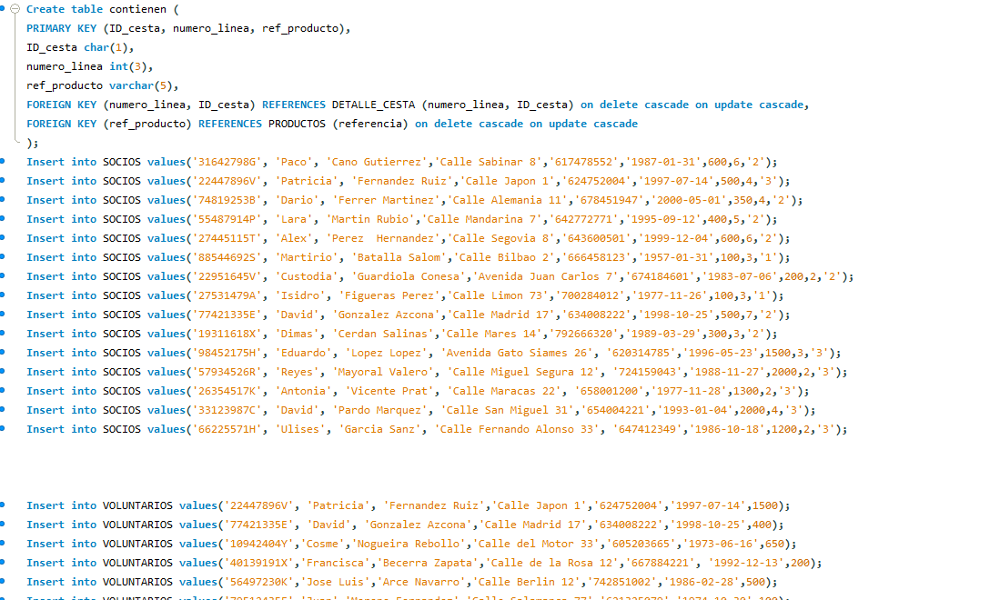 Create table contienen (
PRIMARY KEY (ID_cesta, numero_linea, ref_producto),
ID_cesta char(1),
numero_linea int(3),
ref_producto varchar(5),
FOREIGN KEY (numero_linea, ID_cesta) REFERENCES DETALLE_CESTA (numero_linea, ID_cesta) on delete cascade on update cascade,
FOREIGN KEY (ref_producto) REFERENCES PRODUCTOS (referencia) on delete cascade on update cascade
);
Insert into SOCIOS values('31642798G', 'Paco', 'Cano Gutierrez','Calle Sabinar 8','617478552','1987-01-31',600,6,'2');
Insert into SOCIOS values('22447896V', 'Patricia', 'Fernandez Ruiz','Calle Japon 1','624752004','1997-07-14',500,4,'3');
Insert into SOCIOS values('74819253B', 'Dario', 'Ferrer Martinez','Calle Alemania 11','678451947','2000-05-01',350,4,'2');
Insert into SOCIOS values('55487914P', 'Lara', 'Martin Rubio','Calle Mandarina 7','642772771','1995-09-12',400,5,'2');
Insert into SOCIOS values('27445115T', 'Alex', 'Perez  Hernandez','Calle Segovia 8','643600501','1999-12-04',600,6,'2');
Insert into SOCIOS values('88544692S', 'Martirio', 'Batalla Salom','Calle Bilbao 2','666458123','1957-01-31',100,3,'1');
Insert into SOCIOS values('22951645V', 'Custodia', 'Guardiola Conesa','Avenida Juan Carlos 7','674184601','1983-07-06',200,2,'2');
Insert into SOCIOS values('27531479A', 'Isidro', 'Figueras Perez','Calle Limon 73','700284012','1977-11-26',100,3,'1');
Insert into SOCIOS values('77421335E', 'David', 'Gonzalez Azcona','Calle Madrid 17','634008222','1998-10-25',500,7,'2');
Insert into SOCIOS values('19311618X', 'Dimas', 'Cerdan Salinas','Calle Mares 14','792666320','1989-03-29',300,3,'2');
Insert into SOCIOS values('98452175H', 'Eduardo', 'Lopez Lopez', 'Avenida Gato Siames 26', '620314785','1996-05-23',1500,3,'3');
Insert into SOCIOS values('57934526R', 'Reyes', 'Mayoral Valero', 'Calle Miguel Segura 12', '724159043','1988-11-27',2000,2,'3');
Insert into SOCIOS values('26354517K', 'Antonia', 'Vicente Prat', 'Calle Maracas 22', '658001200','1977-11-28',1300,2,'3');
Insert into SOCIOS values('33123987C', 'David', 'Pardo Marquez', 'Calle San Miguel 31','654004221','1993-01-04',2000,4,'3');
Insert into SOCIOS values('66225571H', 'Ulises', 'Garcia Sanz', 'Calle Fernando Alonso 33', '647412349','1986-10-18',1200,2,'3');
Insert into VOLUNTARIOS values('22447896V', 'Patricia', 'Fernandez Ruiz','Calle Japon 1','624752004','1997-07-14',1500);
Insert into VOLUNTARIOS values('77421335E', 'David', 'Gonzalez Azcona','Calle Madrid 17','634008222','1998-10-25',400);
Insert into VOLUNTARIOS values('10942404Y','Cosme','Nogueira Rebollo','Calle del Motor 33','605203665','1973-06-16',650);
Insert into VOLUNTARIOS values('40139191X','Francisca','Becerra Zapata','Calle de la Rosa 12','667884221', '1992-12-13',200);
Insert into VOLUNTARIOS values('56497230K','Jose Luis','Arce Navarro','Calle Berlin 12','742851002','1986-02-28',500);
Insert into VOLUNTARIOS